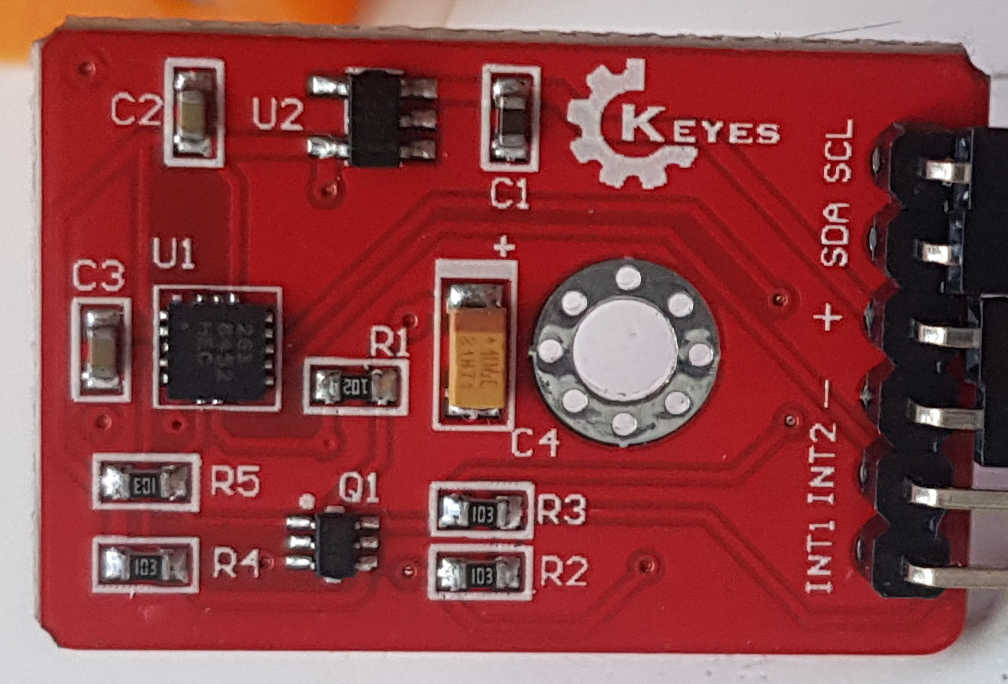 C2
U2
C1
KEYES
SDA SCL
C3
U1
+
+
R1
102
C4
−
INT1 INT2
103
R5
Q1
103
R3
103
R4
103
R2